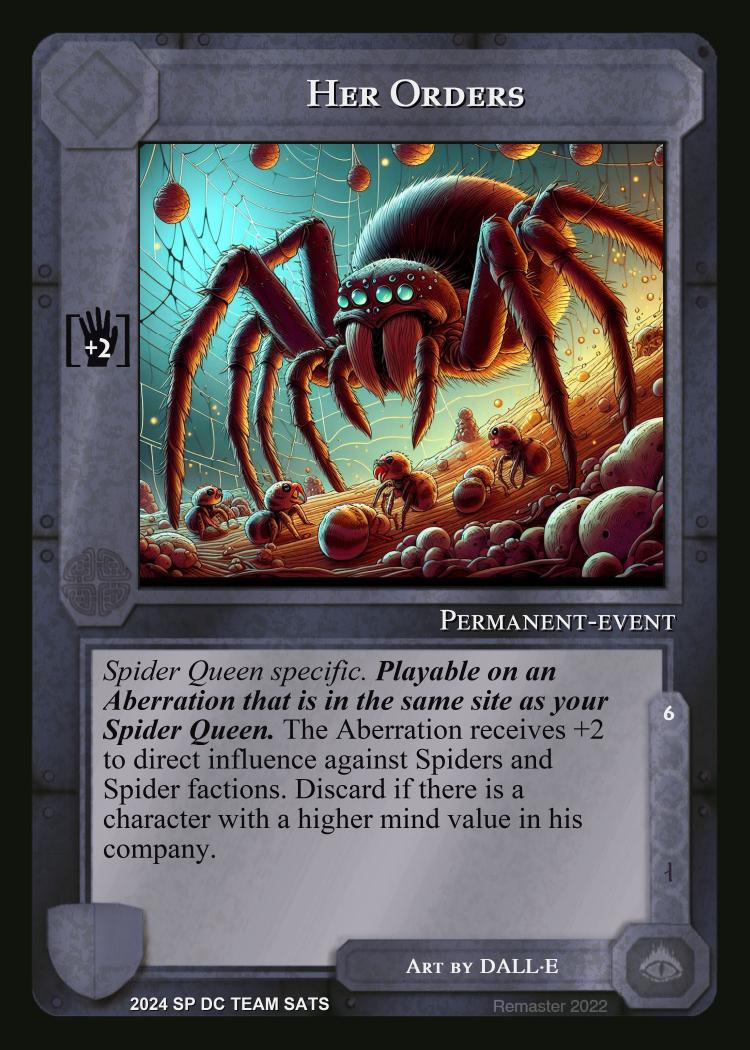 Her Orders
+2
Permanent-event
Spider Queen specific. Playable on an
Aberration that is in the same site as your
Spider Queen. The Aberration receives +2
to direct influence against Spiders and
Spider factions. Discard if there is a
character with a higher mind value in his
company.
6
Art by DALL·E
2024 SP DC TEAM SATS
Remaster 2022